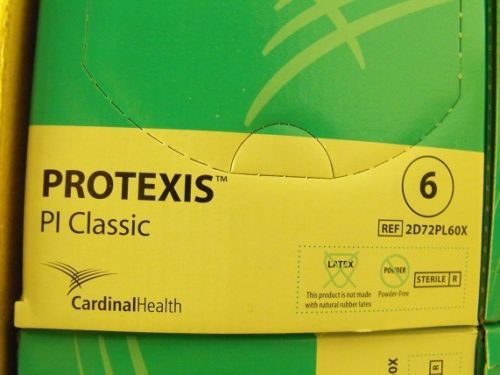 PROTEXIS™
PI Classic
6
REF 2D72PL60X
LATEX
This product is not made
with natural rubber latex
POWDER
Powder-Free
STERILE R
CardinalHealth
60X
R